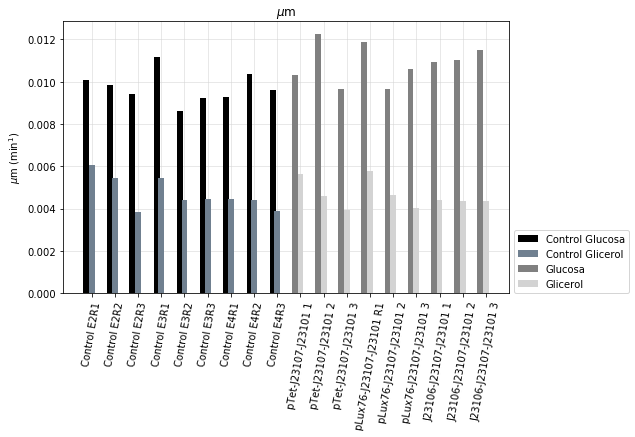 μm
0.012
0.010
0.008
0.006
0.004
0.002
0.000
μm (min¹)
Control E2R1
Control E2R2
Control E2R3
Control E3R1
Control E3R2
Control E3R3
Control E4R1
Control E4R2
Control E4R3
pTet-J23107-J23101 1
pTet-J23107-J23101 2
pTet-J23107-J23101 3
pLux76-J23107-J23101 R1
pLux76-J23107-J23101 2
pLux76-J23107-J23101 3
J23106-J23107-J23101 1
J23106-J23107-J23101 2
J23106-J23107-J23101 3
Control Glucosa
Control Glicerol
Glucosa
Glicerol